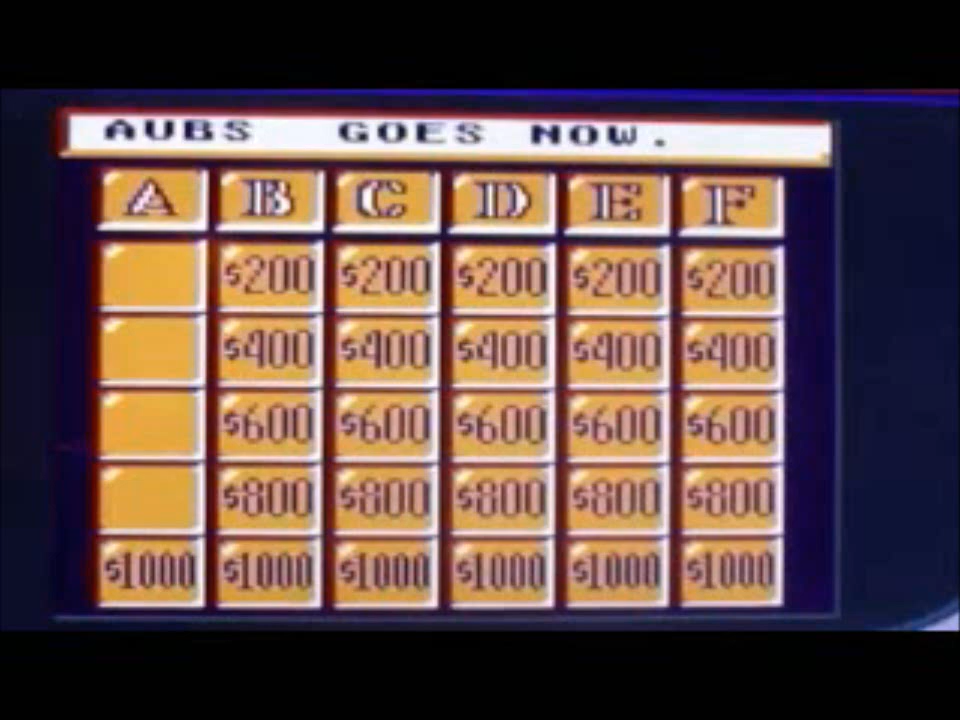 AUBS GOES NOW.
A B C D E F
$200 $200 $200 $200 $200
$400 $400 $400 $400 $400
$600 $600 $600 $600 $600
$800 $800 $800 $800 $800
$1000 $1000 $1000 $1000 $1000 $1000